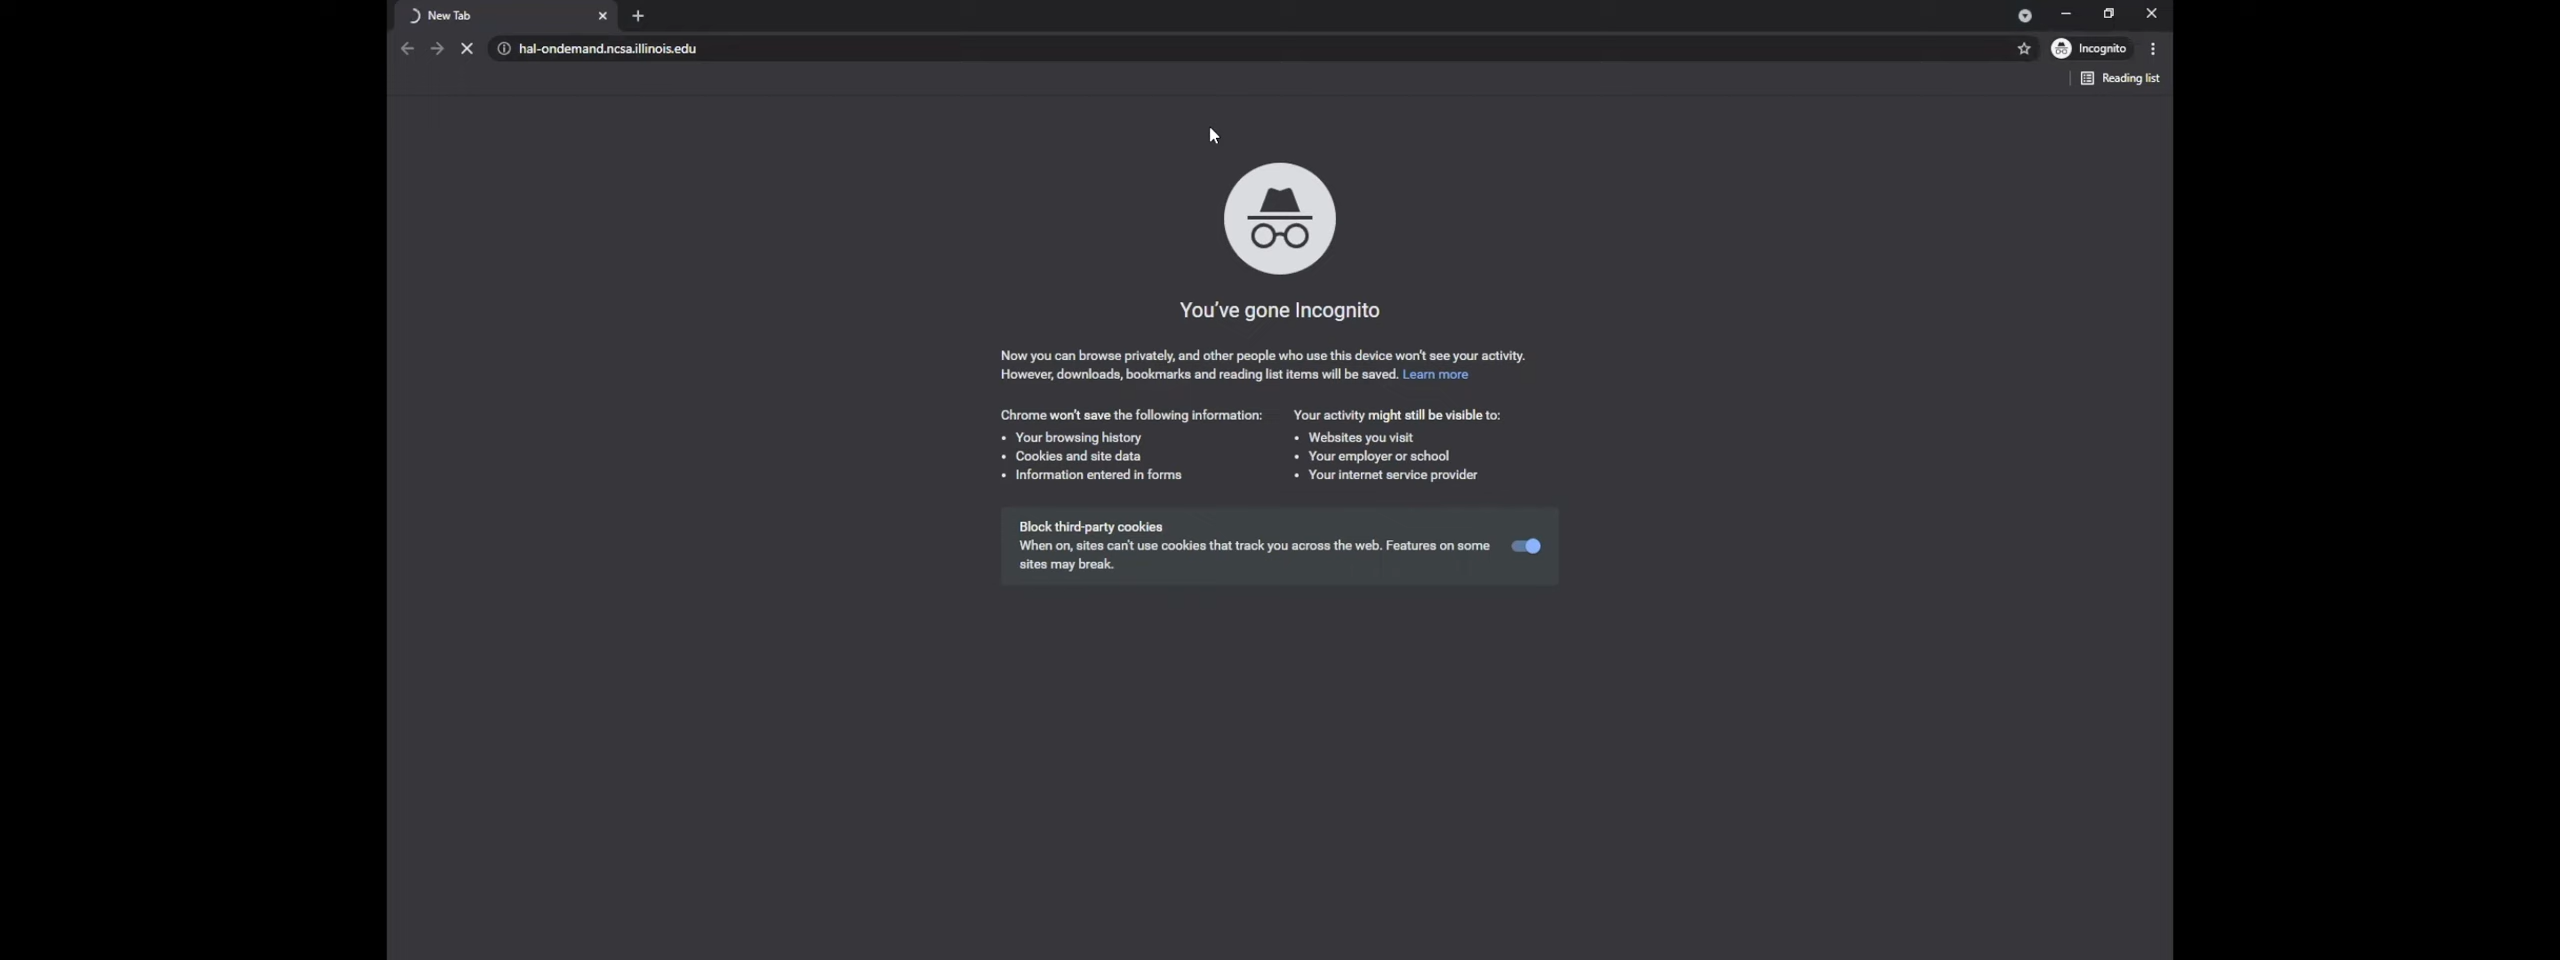 New Tab
hal-ondemand.ncsa.illinois.edu
Incognito
Reading list
You've gone Incognito
Now you can browse privately, and other people who use this device won't see your activity.
However, downloads, bookmarks and reading list items will be saved. Learn more
Chrome won't save the following information:
• Your browsing history
• Cookies and site data
• Information entered in forms
Your activity might still be visible to:
• Websites you visit
• Your employer or school
• Your internet service provider
Block third-party cookies
When on, sites can't use cookies that track you across the web. Features on some
sites may break.